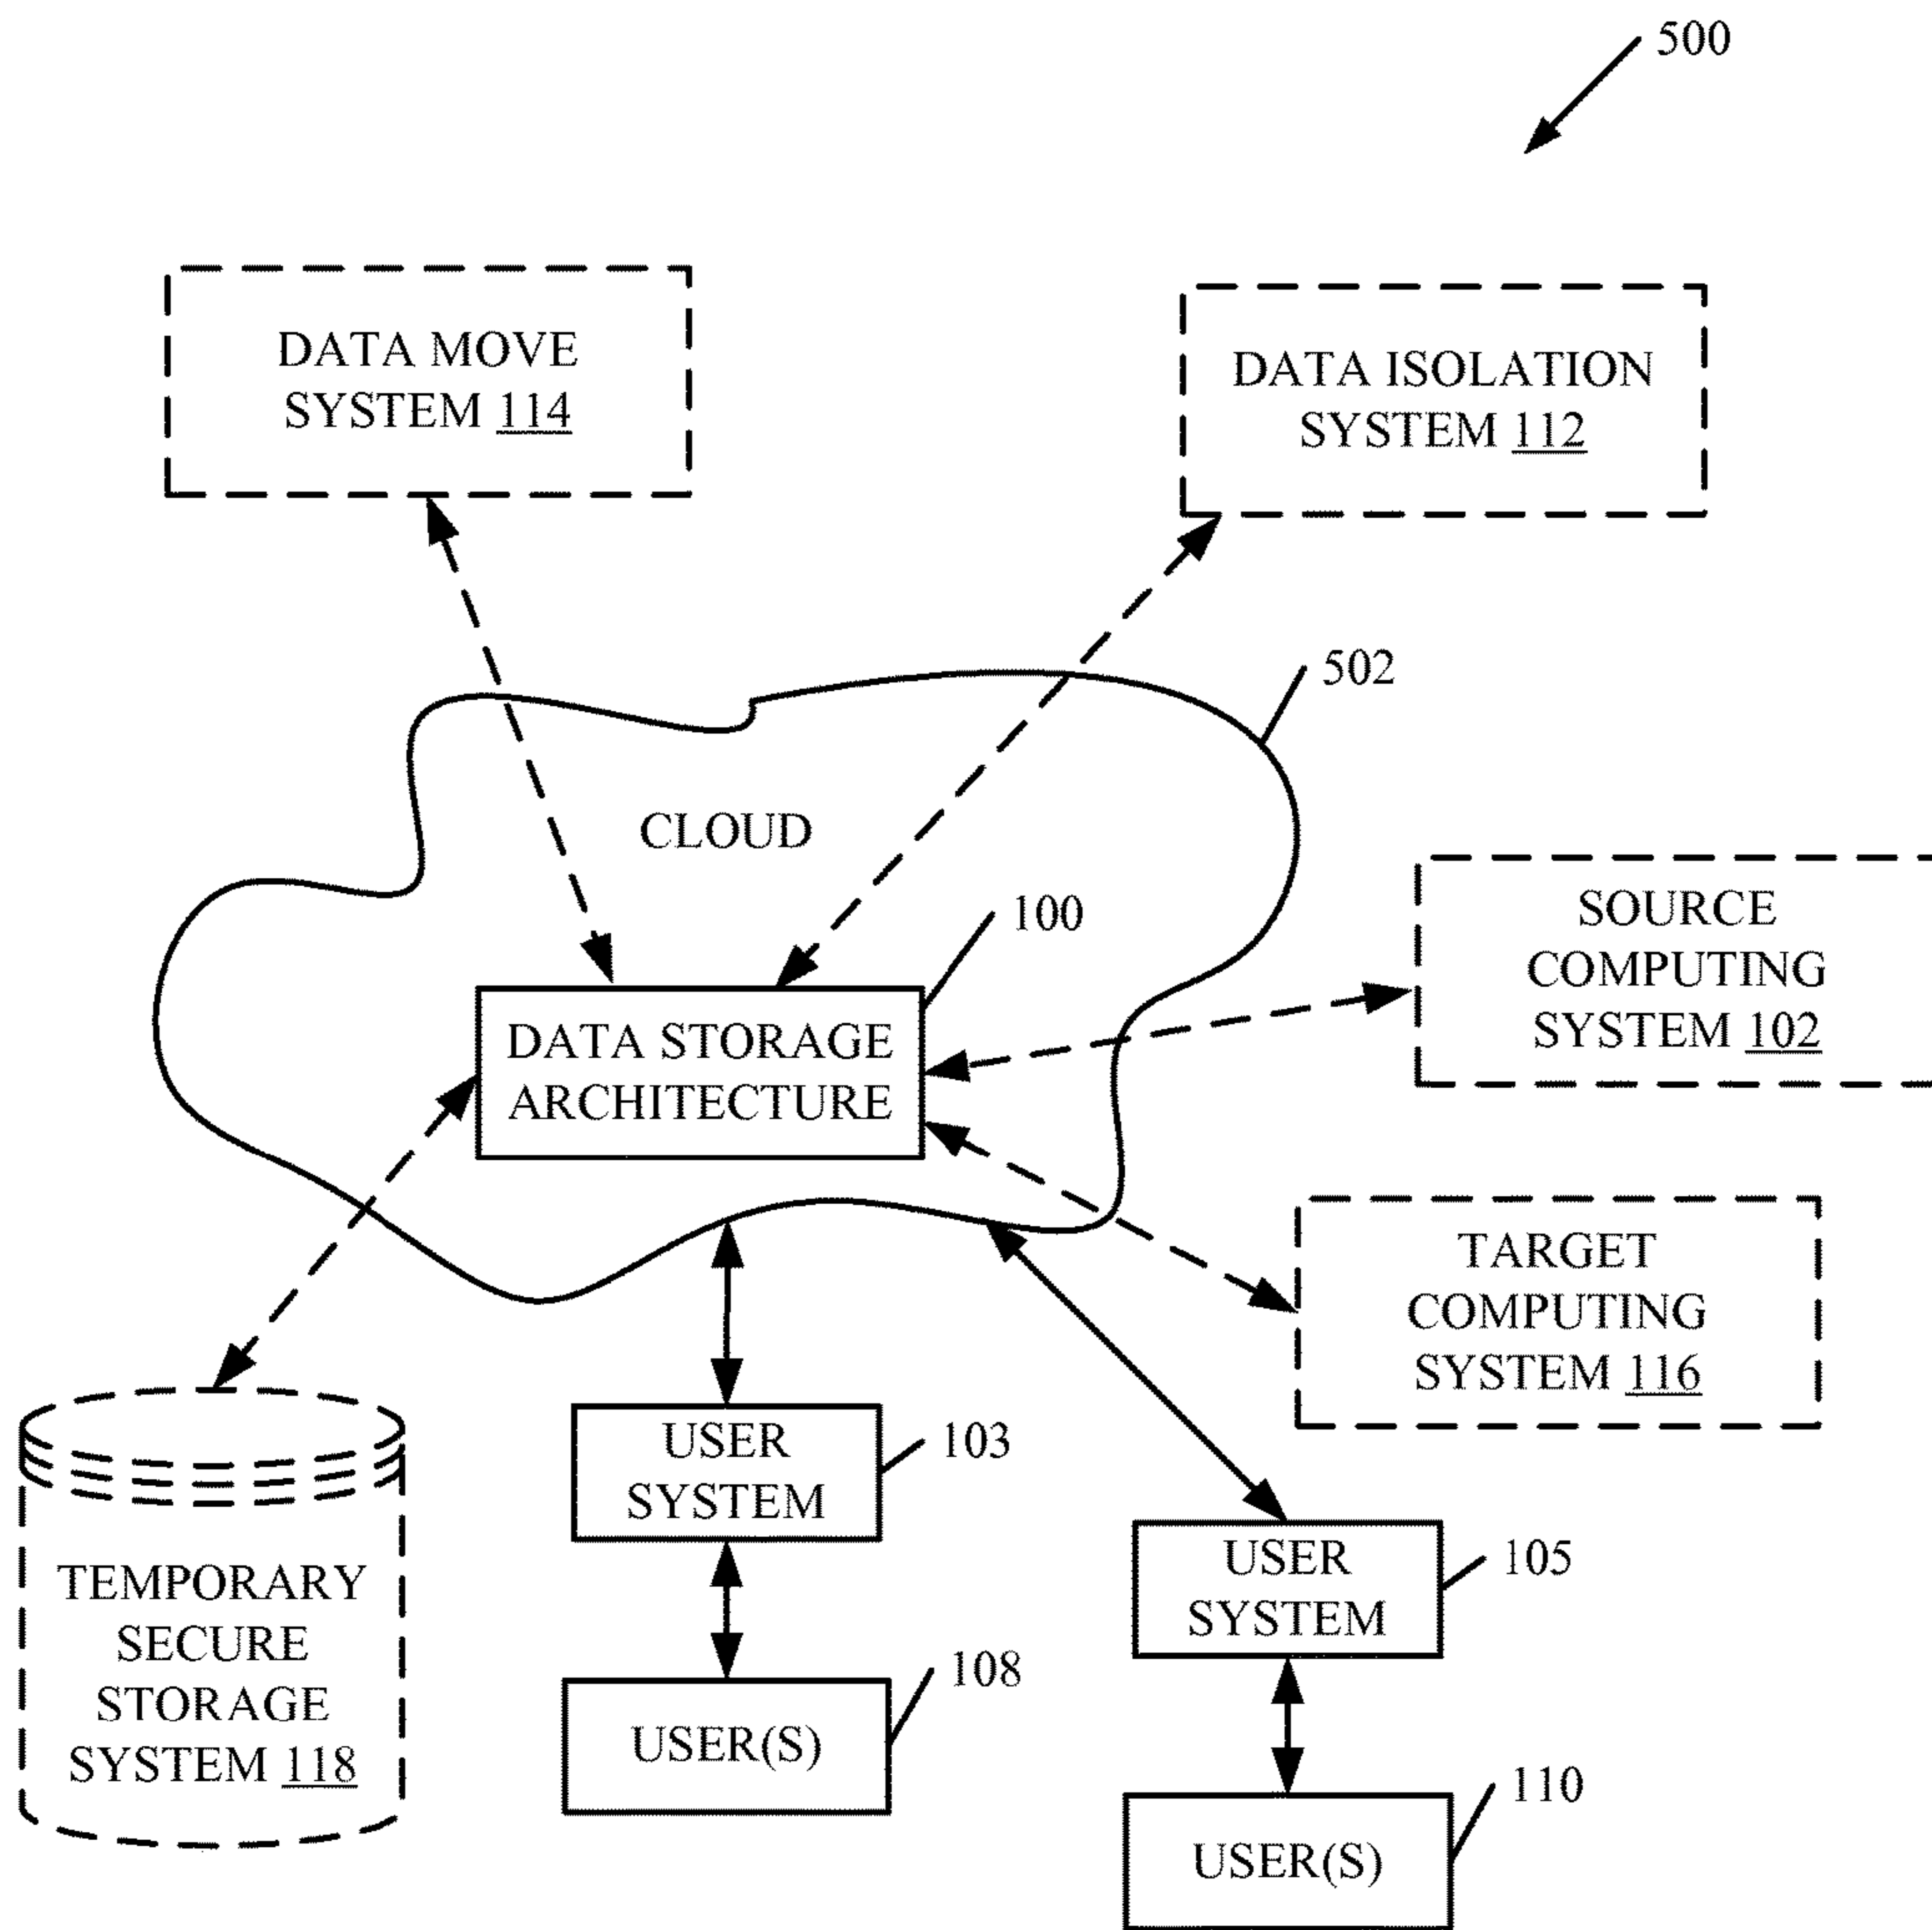 500
DATA MOVE
SYSTEM 114
DATA ISOLATION
SYSTEM 112
502
CLOUD
100
SOURCE
COMPUTING
SYSTEM 102
DATA STORAGE
ARCHITECTURE
TARGET
COMPUTING
SYSTEM 116
USER
SYSTEM
103
USER
SYSTEM
105
TEMPORARY
SECURE
STORAGE
SYSTEM 118
108
USER(S)
110
USER(S)